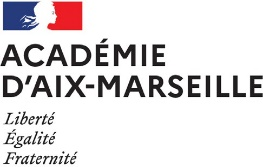 ACADÉMIE
D'AIX-MARSEILLE
Liberté
Égalité
Fraternité